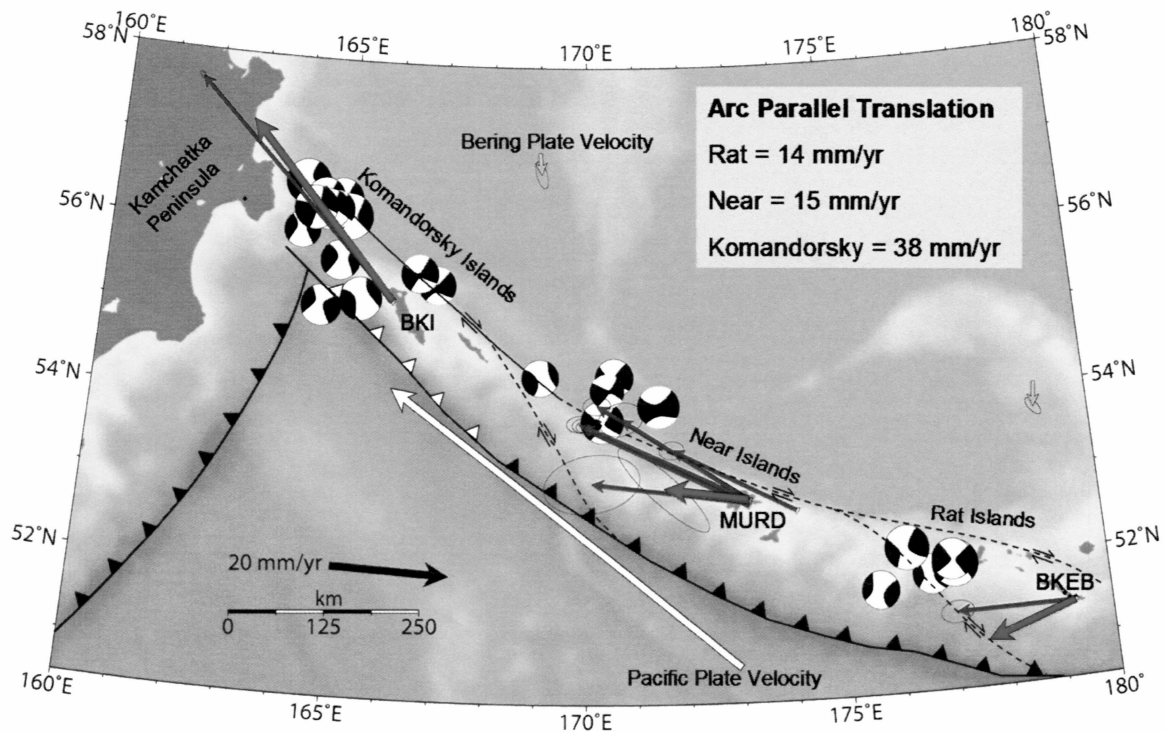 160°E
165°E
170°E
175°E
180°
58°N
58°N
Arc Parallel Translation
Rat = 14 mm/yr
Near = 15 mm/yr
Komandorsky = 38 mm/yr
Bering Plate Velocity
Kamchatka
Peninsula
Komandorsky Islands
56°N
56°N
BKI
54°N
54°N
Near Islands
MURD
Rat Islands
52°N
52°N
BKEB
20 mm/yr
km
0
125
250
Pacific Plate Velocity
160°E
165°E
170°E
175°E
180°